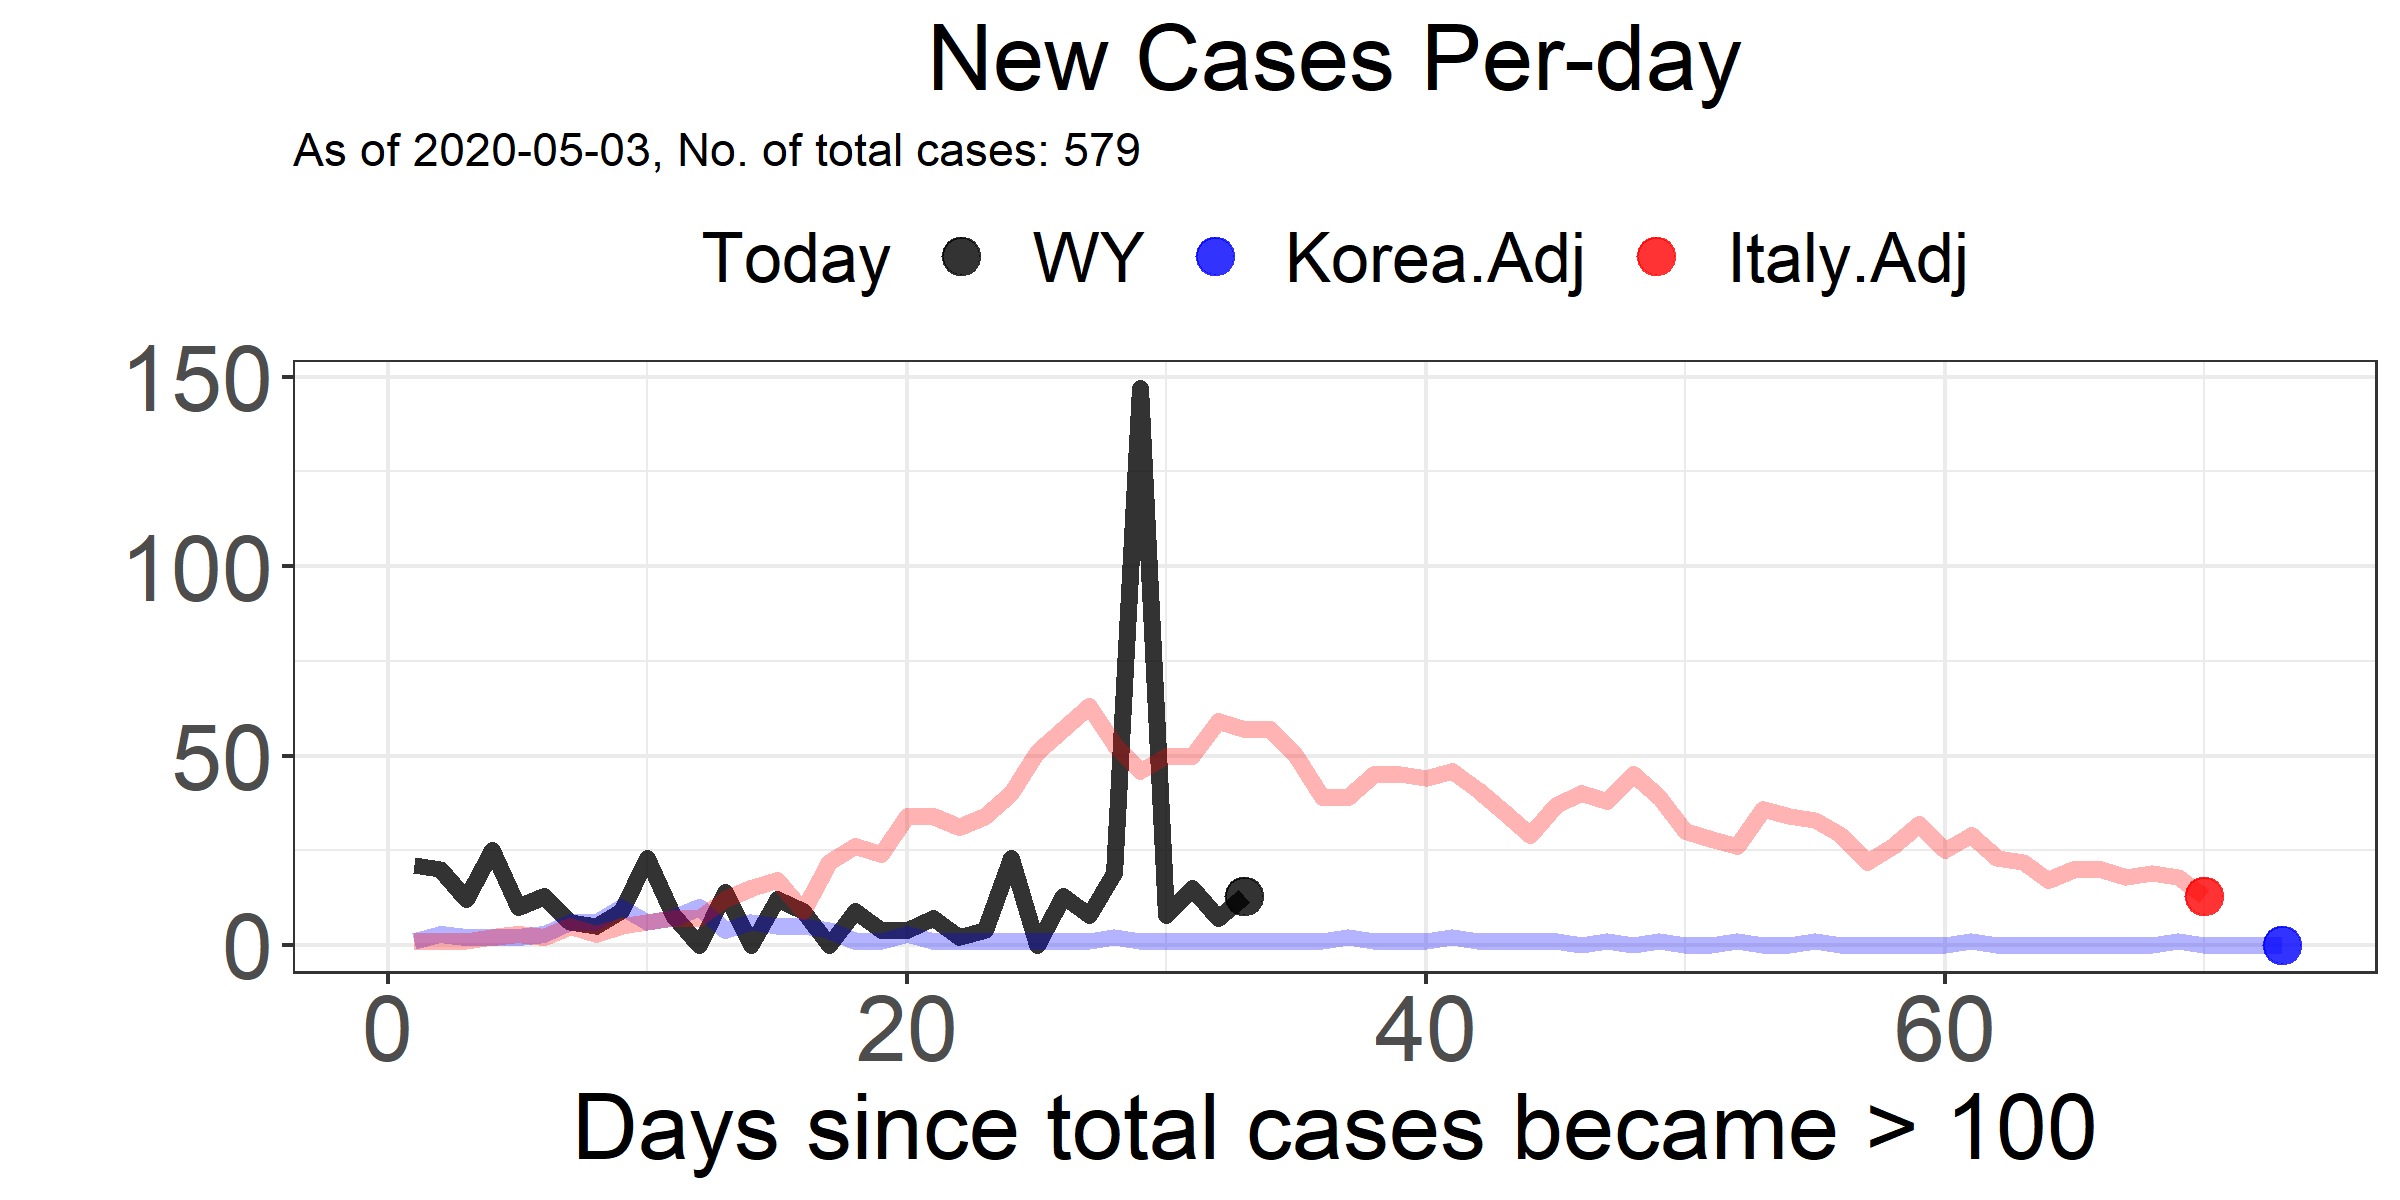 New Cases Per-day
As of 2020-05-03, No. of total cases: 579
Today WY Korea.Adj Italy.Adj
150
100
50
0
0 20 40 60
Days since total cases became > 100